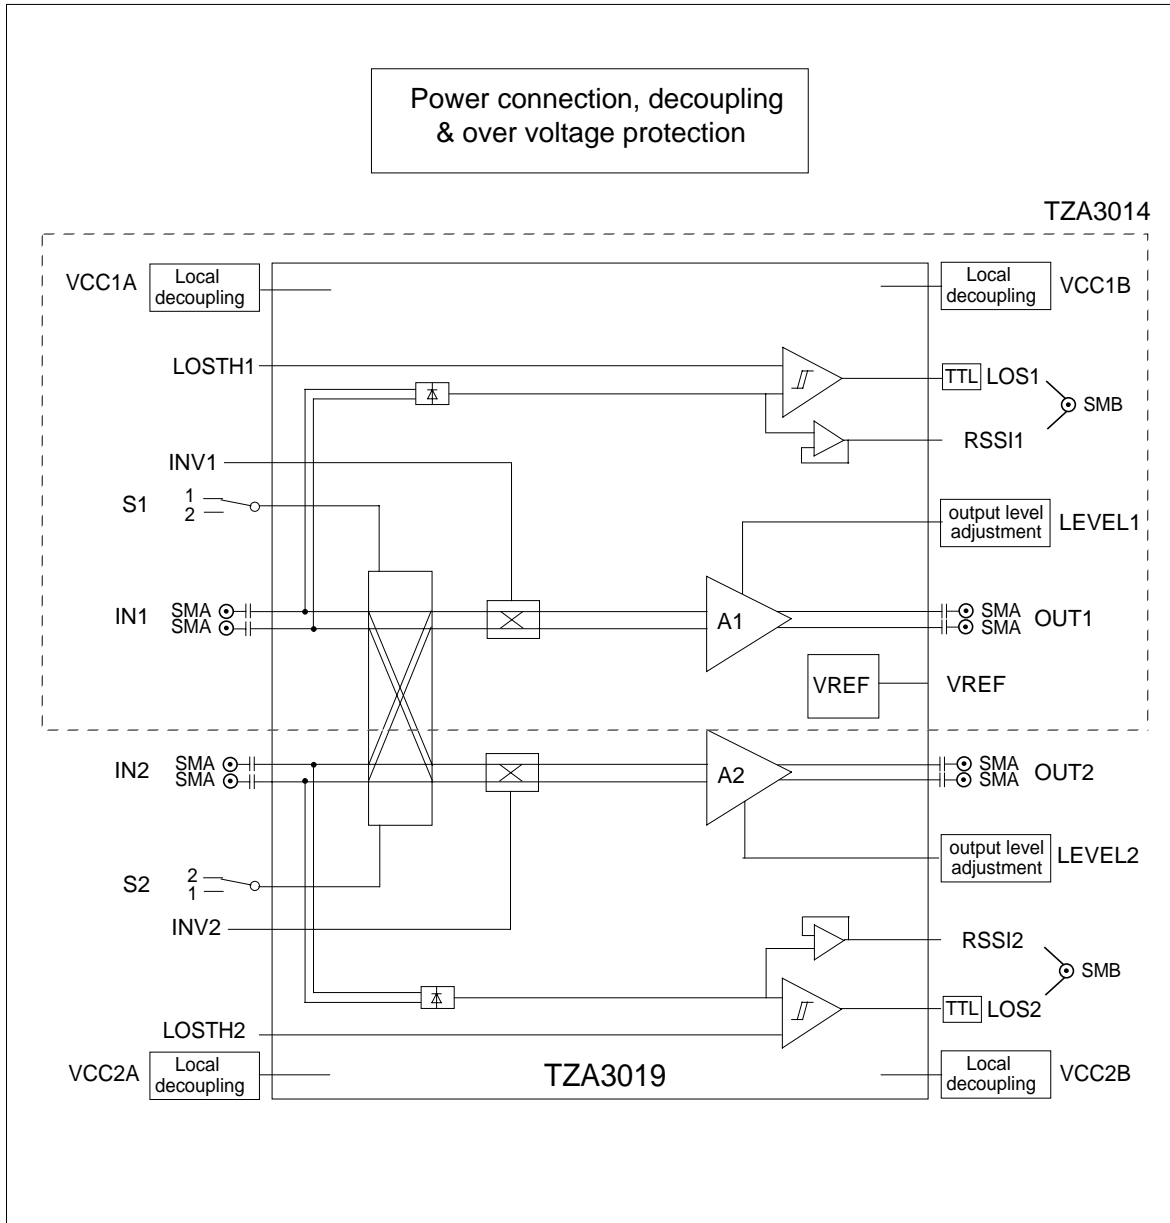 Power connection, decoupling
& over voltage protection
TZA3014
VCC1A
Local
decoupling
Local
decoupling
VCC1B
LOSTH1
TTL
LOS1
SMB
RSSI1
INV1
S1
1
2
output level
adjustment
LEVEL1
IN1
SMA
SMA
A1
SMA
SMA
OUT1
VREF
VREF
IN2
SMA
SMA
A2
SMA
SMA
OUT2
output level
adjustment
LEVEL2
S2
2
1
INV2
RSSI2
SMB
TTL
LOS2
LOSTH2
VCC2A
Local
decoupling
TZA3019
Local
decoupling
VCC2B